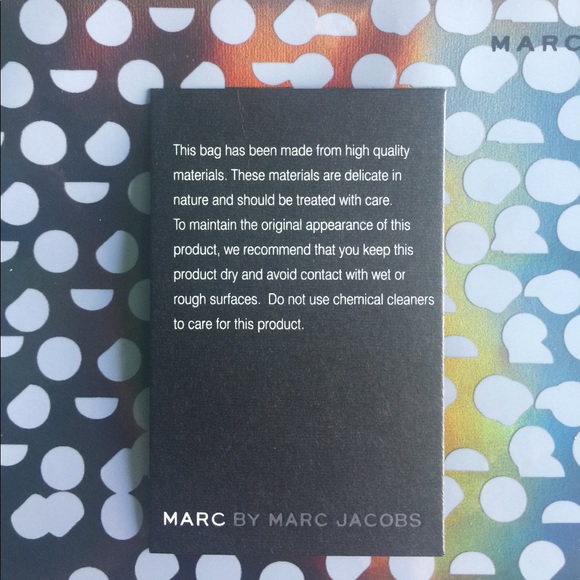 MARC
This bag has been made from high quality
materials. These materials are delicate in
nature and should be treated with care.
To maintain the original appearance of this
product, we recommend that you keep this
product dry and avoid contact with wet or
rough surfaces.  Do not use chemical cleaners
to care for this product.
MARC BY MARC JACOBS